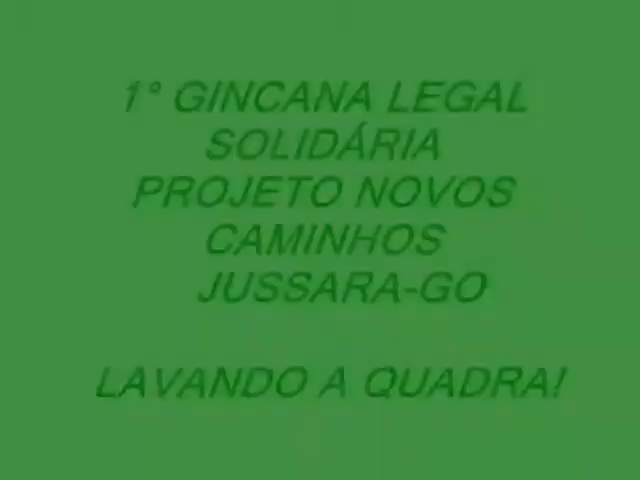 1° GINCANA LEGAL
SOLIDÁRIA
PROJETO NOVOS
CAMINHOS
JUSSARA-GO
LAVANDO A QUADRA!